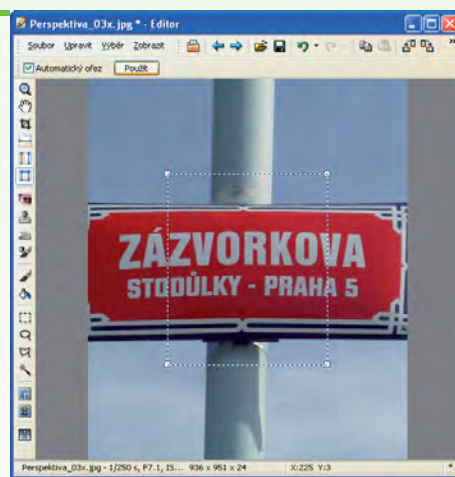 Perspektiva_03x.jpg * - Editor
Soubor Upravit Výběr Zobrazit
Automatický ořez Použít
ZÁZVORKOVA
STODŮLKY - PRAHA 5
Perspektiva_03x.jpg - 1/250 s, F7.1, IS... 936 x 951 x 24 X:225 Y:3